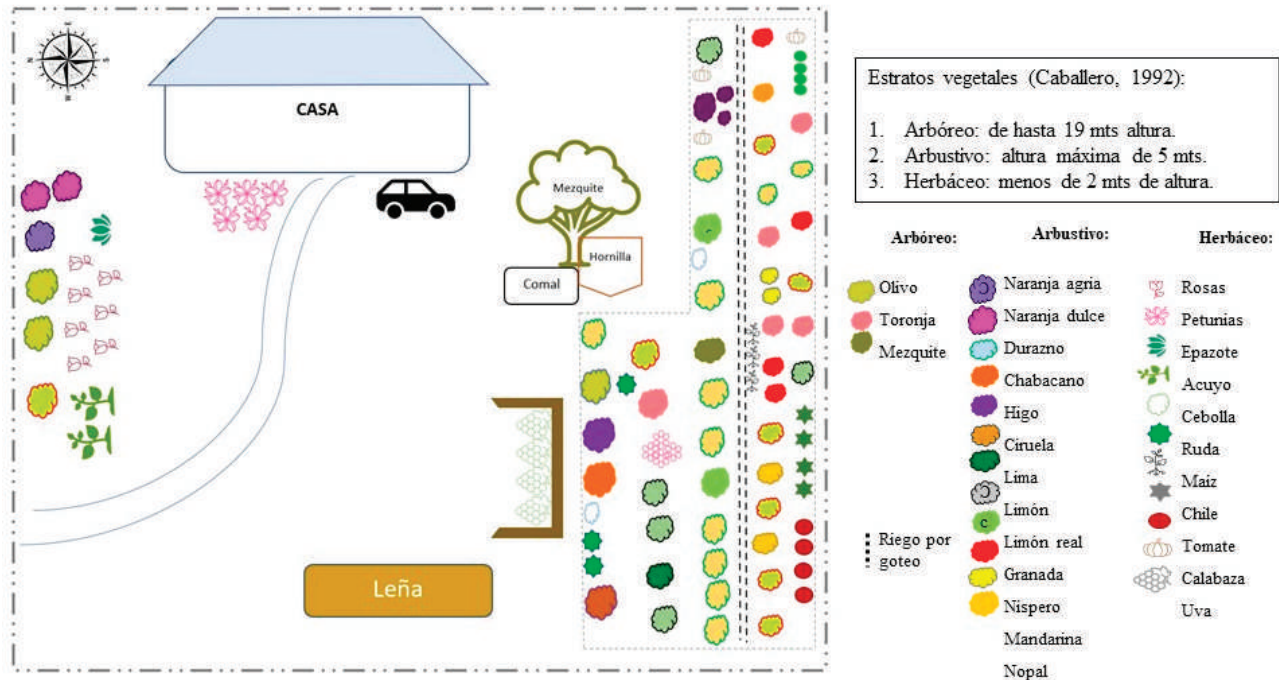 CASA
Mezquite
Hornilla
Comal
Leña
Estratos vegetales (Caballero, 1992):
1. Arbóreo: de hasta 19 mts altura.
2. Arbustivo: altura máxima de 5 mts.
3. Herbáceo: menos de 2 mts de altura.
Arbóreo:
Olivo
Toronja
Mezquite
Riego por
goteo
Arbustivo:
Naranja agria
Naranja dulce
Durazno
Chabacano
Higo
Ciruela
Lima
Limón
Limón real
Granada
Nispero
Mandarina
Nopal
Herbáceo:
Rosas
Petunias
Epazote
Acuyo
Cebolla
Ruda
Maiz
Chile
Tomate
Calabaza
Uva